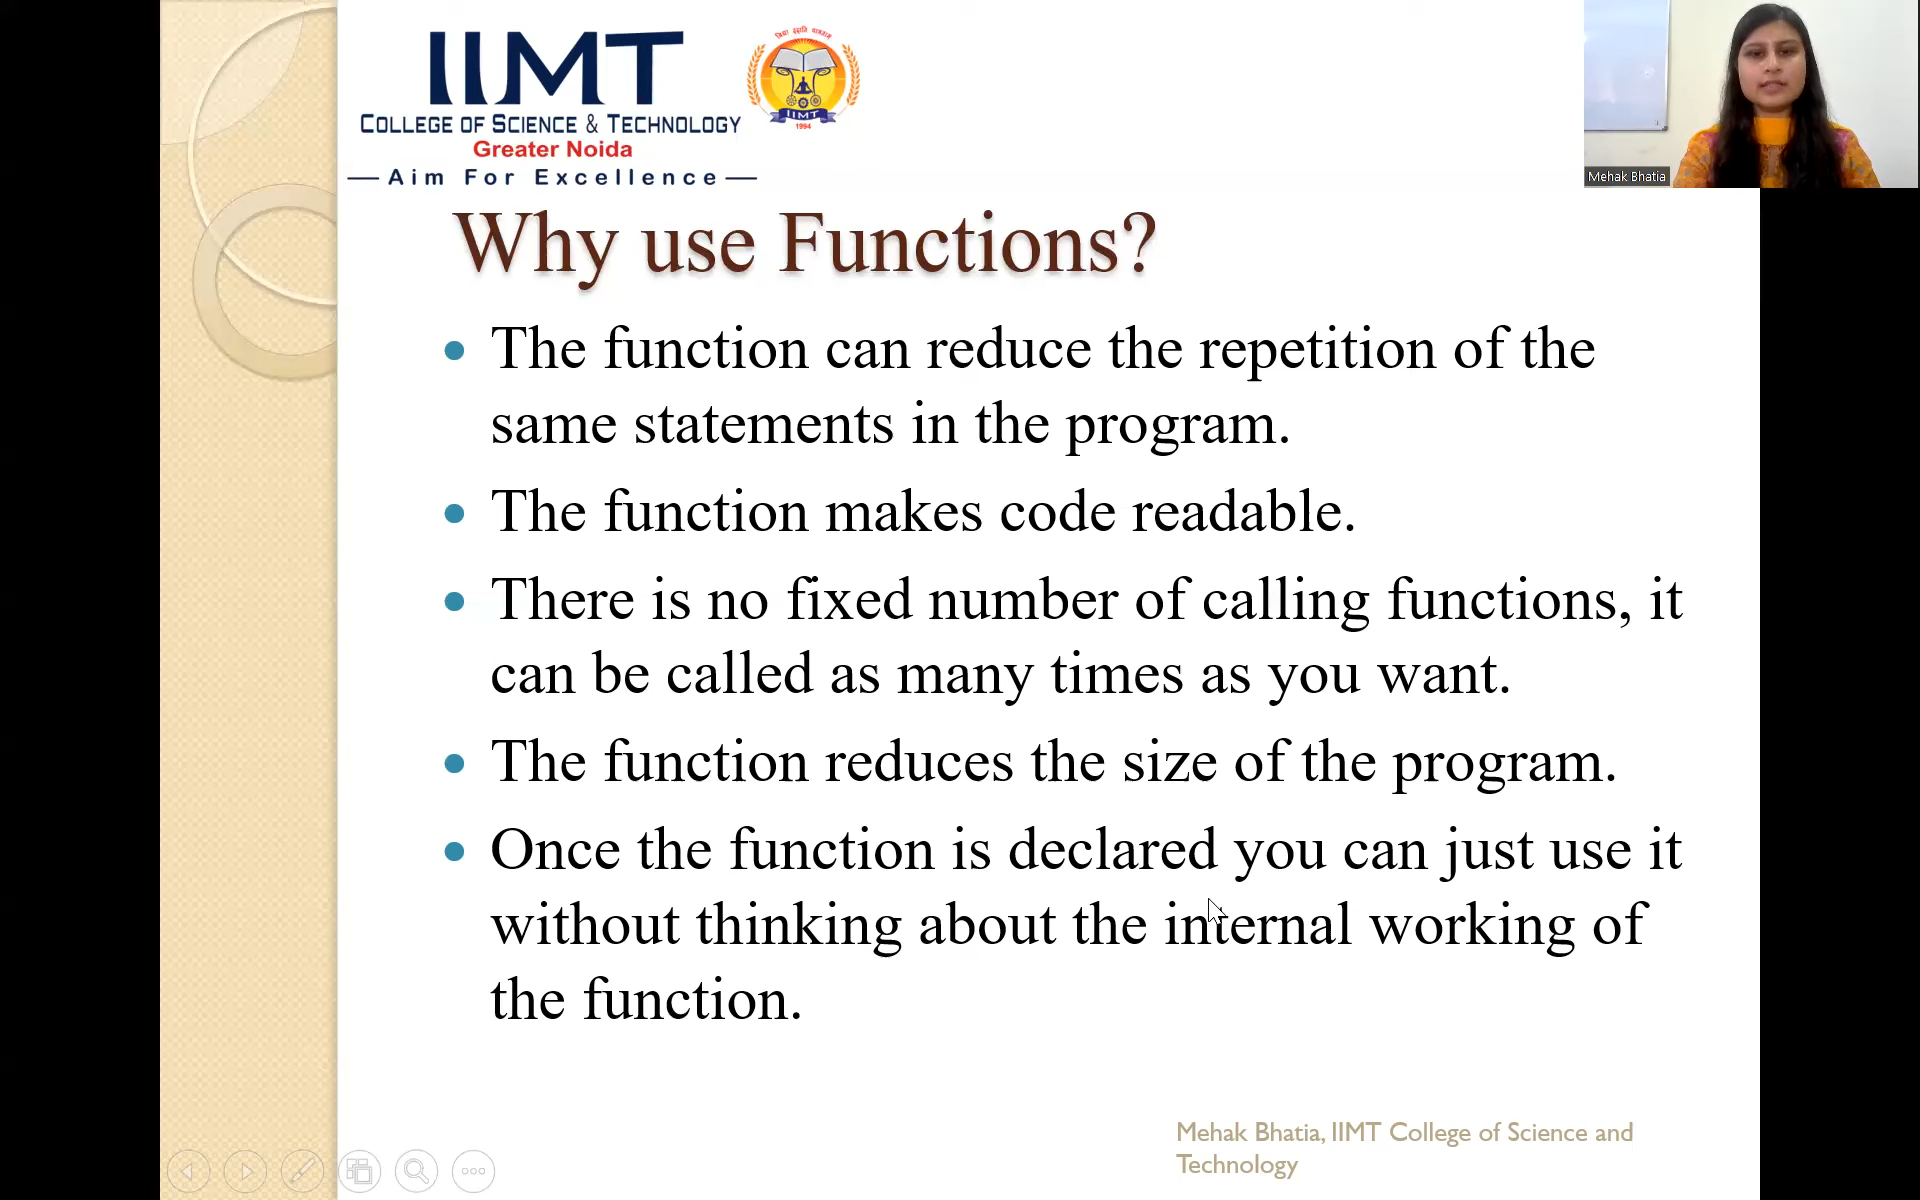 IIMT
COLLEGE OF SCIENCE & TECHNOLOGY
Greater Noida
Aim For Excellence
IIMT
1994
Mehak Bhatia
Why use Functions?
The function can reduce the repetition of the
same statements in the program.
The function makes code readable.
There is no fixed number of calling functions, it
can be called as many times as you want.
The function reduces the size of the program.
Once the function is declared you can just use it
without thinking about the internal working of
the function.
Mehak Bhatia, IIMT College of Science and
Technology